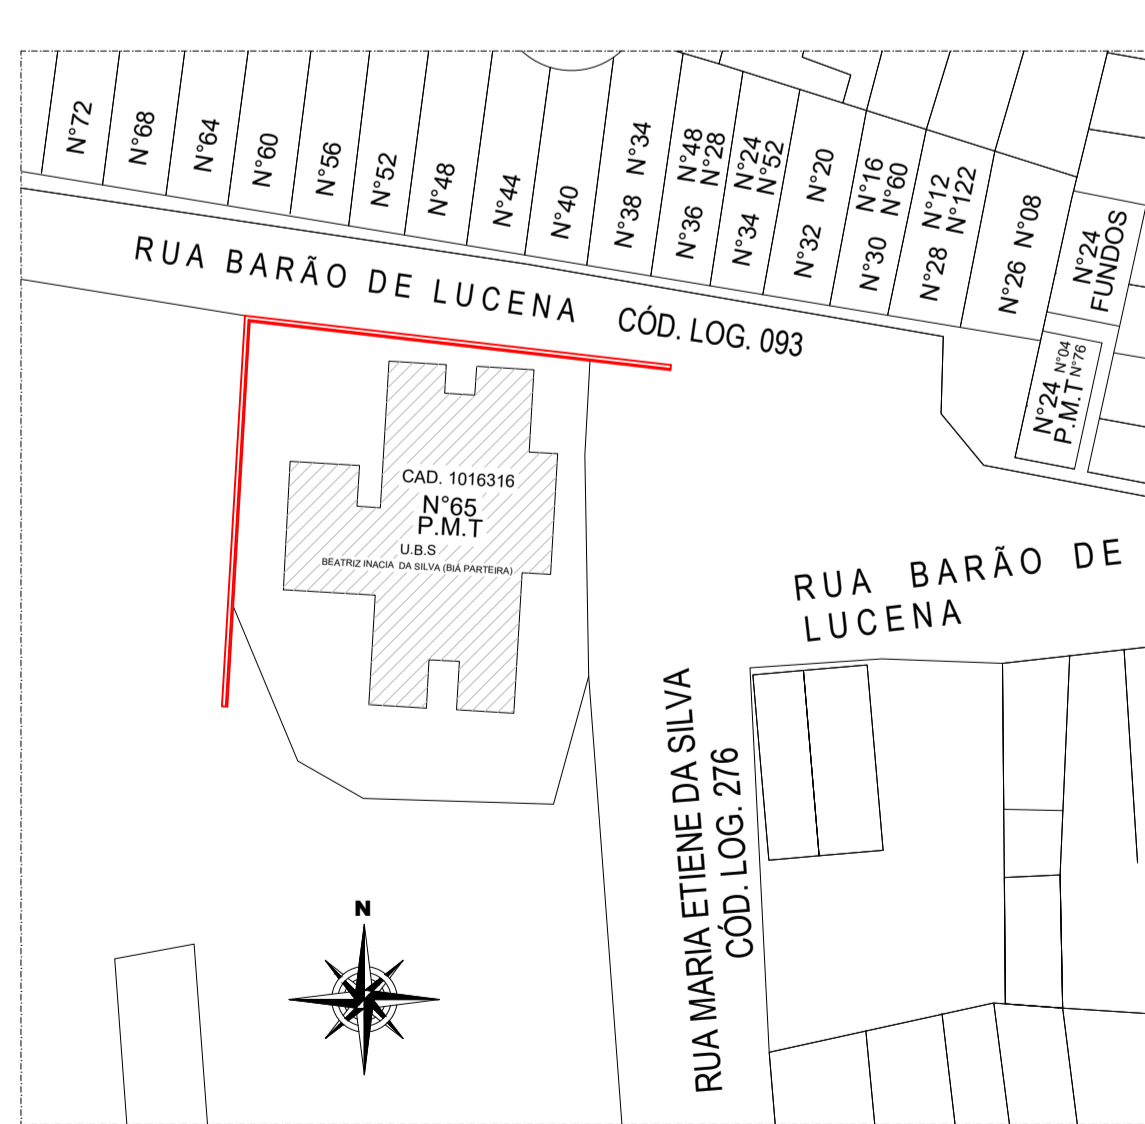 N°72
N°68
N°64
N°60
N°56
N°52
N°48
N°44
N°40
N°38 N°34
N°36 N°48
N°28
N°34 N°24
N°52
N°32 N°20
N°30 N°16
N°60
N°28 N°12
N°122
N°26 N°08
N°24
FUNDOS
N°24
P.M.T
N°04
N°76
RUA BARÃO DE LUCENA CÓD. LOG. 093
CAD. 1016316
N°65
P.M.T
U.B.S
BEATRIZ INACIA DA SILVA (BIÁ PARTEIRA)
RUA BARÃO DE
LUCENA
RUA MARIA ETIENE DA SILVA
CÓD. LOG. 276
N